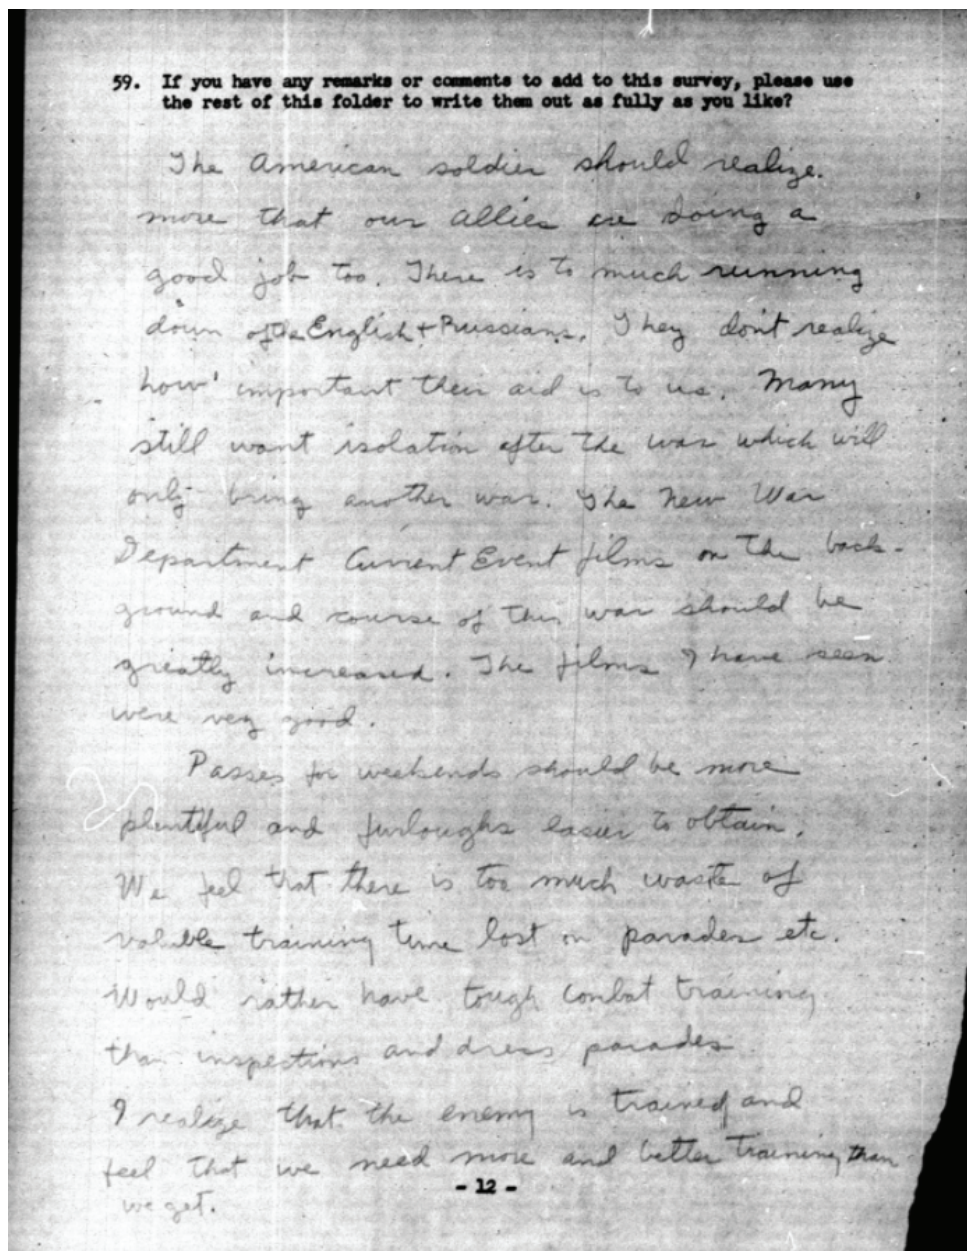 59. If you have any remarks or comments to add to this survey, please use
the rest of this folder to write them out as fully as you like?
The American soldier should realize.
more that our allies are doing a
good job too. There is to much running
down of the English + Russians. They don't realize
how important their aid is to us. Many
still want isolation after the war which will
only bring another war. The New War
Department Current Event films on the back-
ground and course of this war should be
greatly increased. The films I have seen
were very good.
Passes for weekends should be more
plentiful and furloughs easier to obtain.
We feel that there is too much waste of
valuble training time lost on parades etc.
Would rather have tough combat training
than inspections and dress parades
I realize that the enemy is trained and
feel that we need more and better training than
we get.
- 12 -